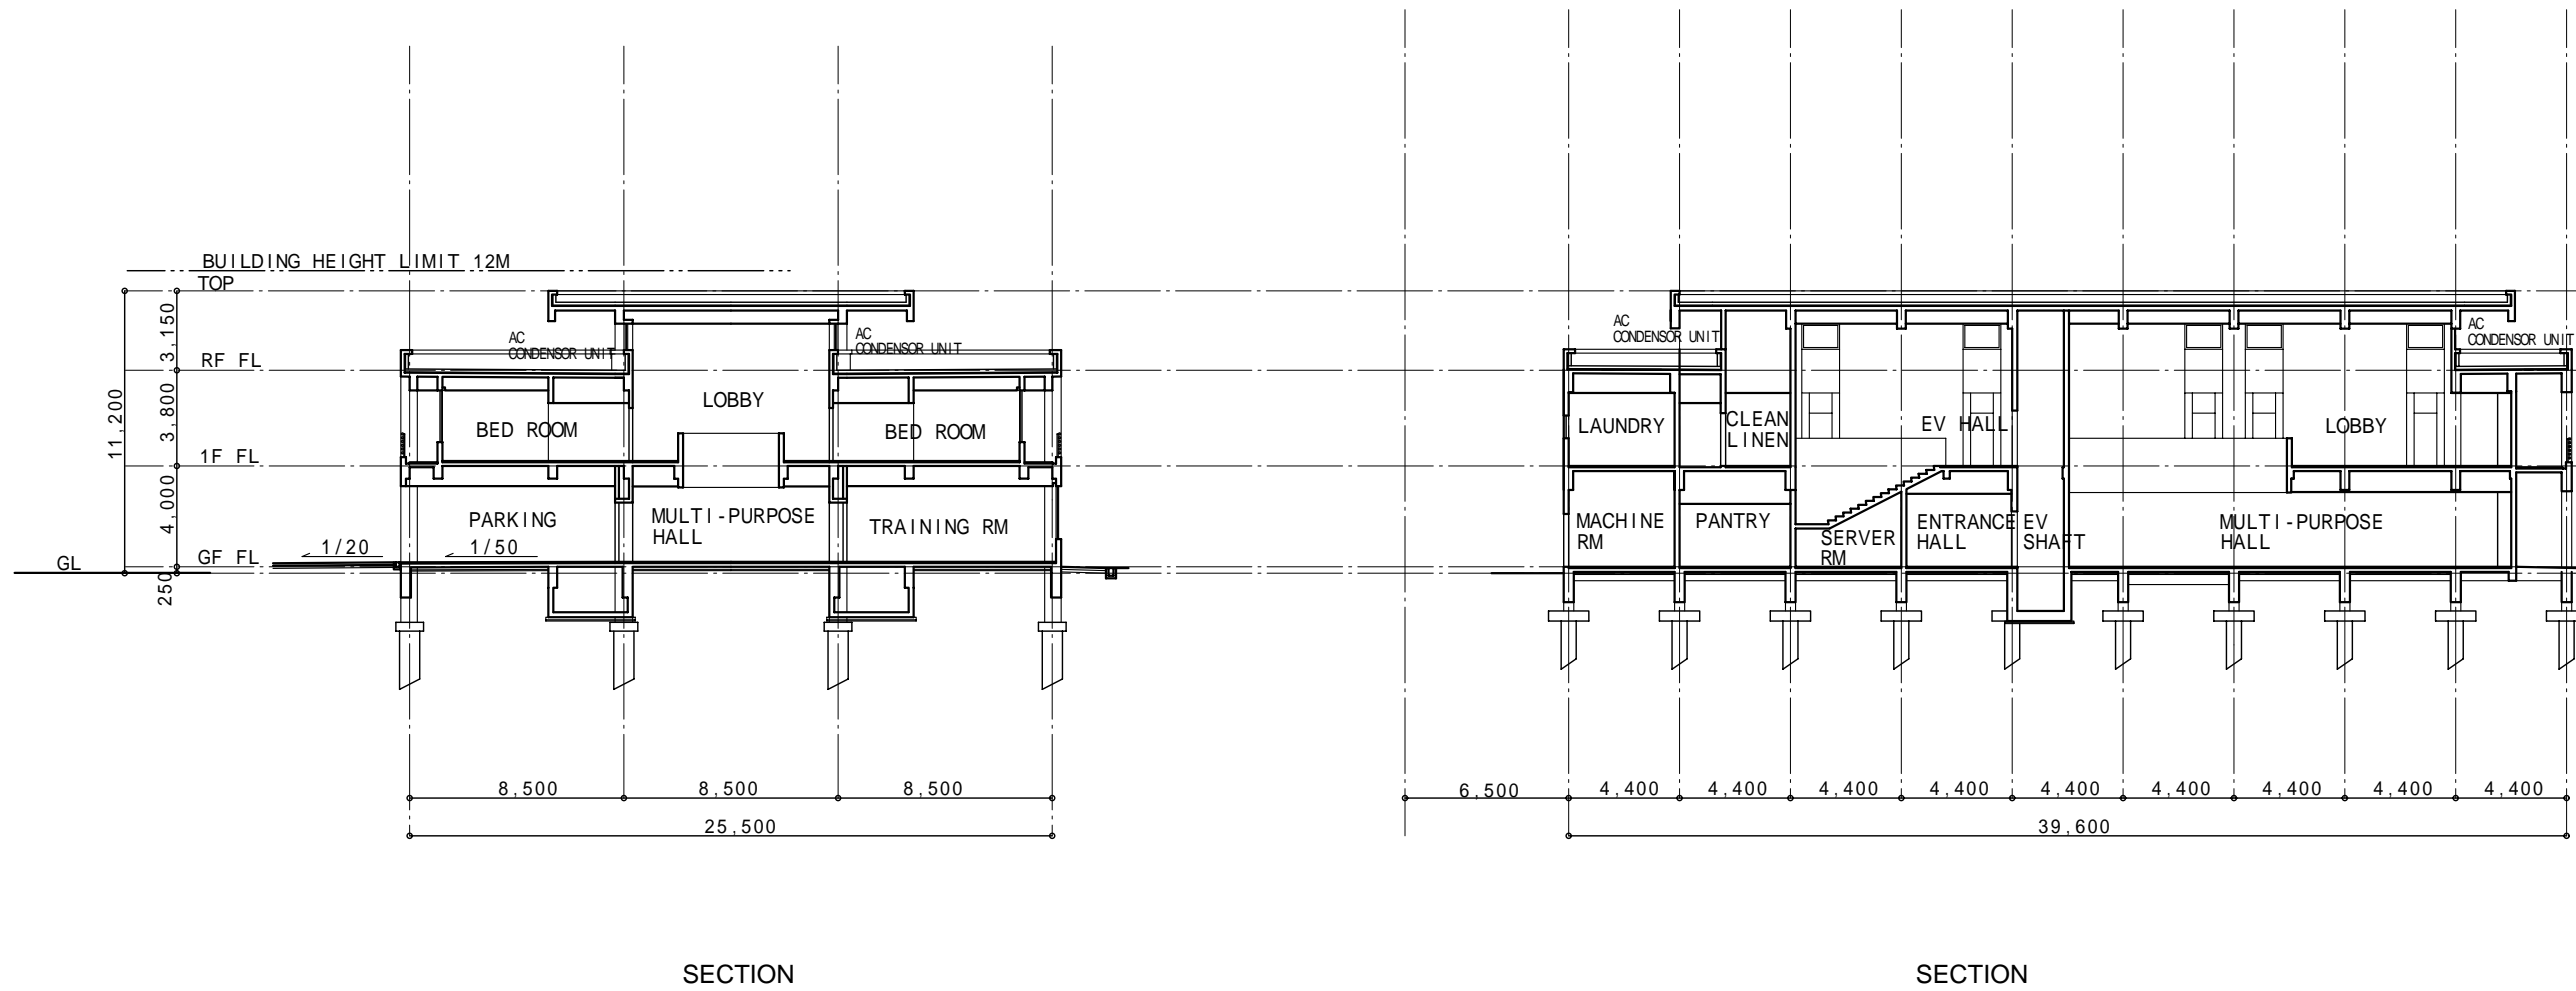 BUILDING HEIGHT LIMIT 12M
TOP
3,150
RF FL
3,800
11,200
1F FL
4,000
GF FL
GL
250
1/20
1/50
AC
CONDENSOR UNIT
AC
CONDENSOR UNIT
LOBBY
BED ROOM
BED ROOM
PARKING
MULTI-PURPOSE
HALL
TRAINING RM
8,500
8,500
8,500
25,500
SECTION
AC
CONDENSOR UNIT
AC
CONDENSOR UNIT
LAUNDRY
CLEAN
LINEN
EV HALL
LOBBY
MACHINE
RM
PANTRY
SERVER
RM
ENTRANCE
HALL
EV
SHAFT
MULTI-PURPOSE
HALL
6,500
4,400
4,400
4,400
4,400
4,400
4,400
4,400
4,400
4,400
39,600
SECTION